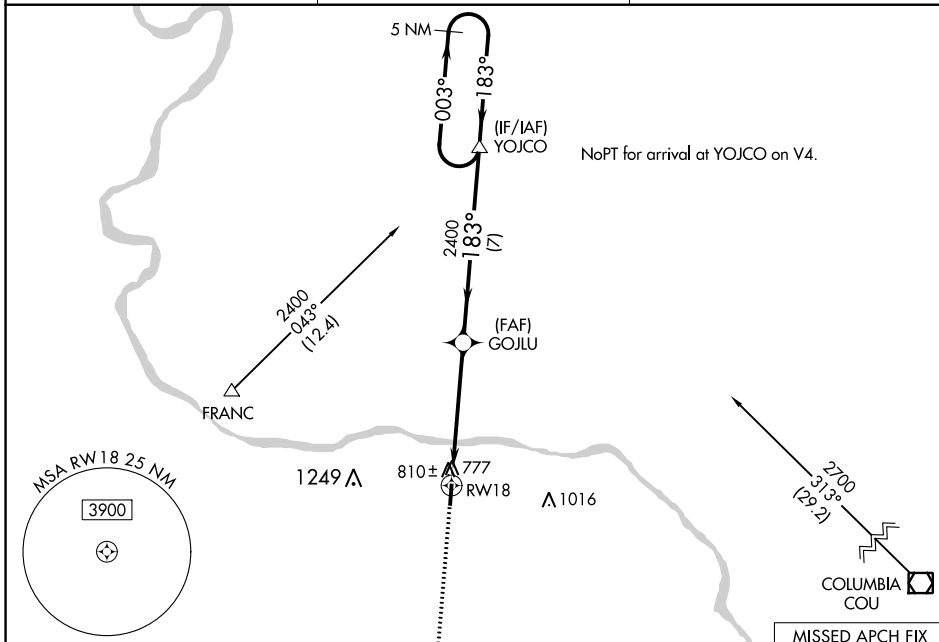 5 NM
003°
183°
(IF/IAF)
YOJCO
NoPT for arrival at YOJCO on V4.
2400
183°
(7)
2400
043°
(12.4)
(FAF)
GOJLU
FRANC
MSA RW18 25 NM
3900
1249
810± 777
RW18
1016
2700
313°
(29.2)
COLUMBIA
COU
MISSED APCH FIX